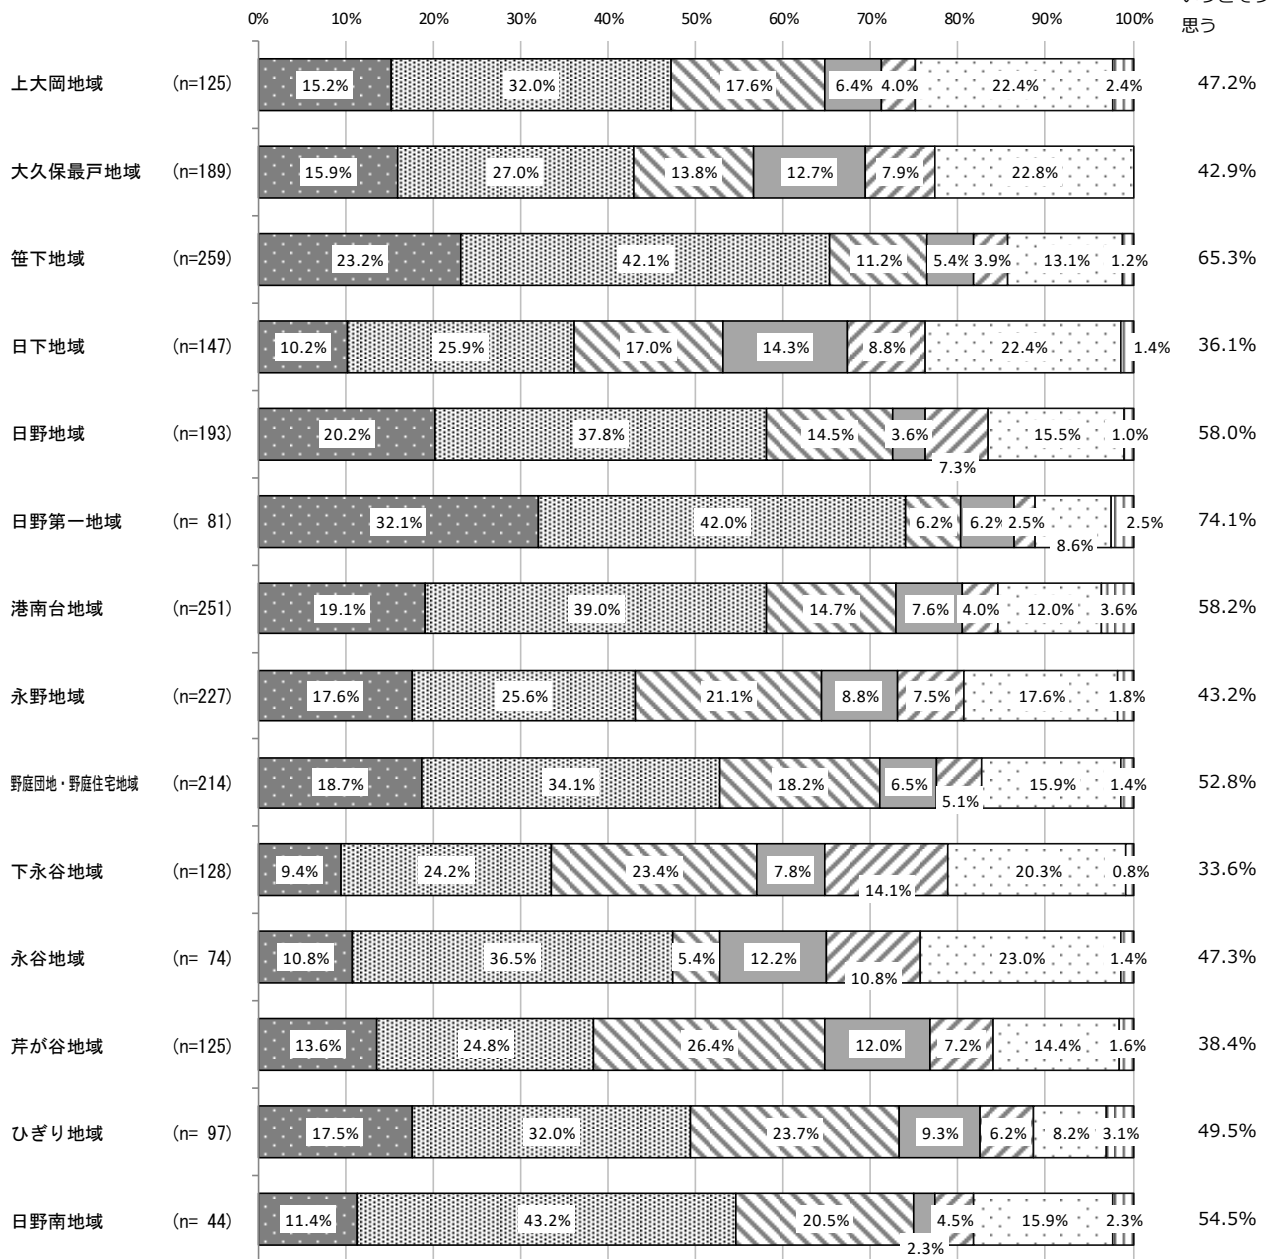 0% 10% 20% 30% 40% 50% 60% 70% 80% 90% 100%
思う
上大岡地域 (n=125) 15.2% 32.0% 17.6% 6.4% 4.0% 22.4% 2.4% 47.2%
大久保最戸地域 (n=189) 15.9% 27.0% 13.8% 12.7% 7.9% 22.8% 42.9%
笹下地域 (n=259) 23.2% 42.1% 11.2% 5.4% 3.9% 13.1% 1.2% 65.3%
日下地域 (n=147) 10.2% 25.9% 17.0% 14.3% 8.8% 22.4% 1.4% 36.1%
日野地域 (n=193) 20.2% 37.8% 14.5% 3.6% 7.3% 15.5% 1.0% 58.0%
日野第一地域 (n= 81) 32.1% 42.0% 6.2% 6.2% 2.5% 8.6% 2.5% 74.1%
港南台地域 (n=251) 19.1% 39.0% 14.7% 7.6% 4.0% 12.0% 3.6% 58.2%
永野地域 (n=227) 17.6% 25.6% 21.1% 8.8% 7.5% 17.6% 1.8% 43.2%
野庭団地・野庭住宅地域 (n=214) 18.7% 34.1% 18.2% 6.5% 5.1% 15.9% 1.4% 52.8%
下永谷地域 (n=128) 9.4% 24.2% 23.4% 7.8% 14.1% 20.3% 0.8% 33.6%
永谷地域 (n= 74) 10.8% 36.5% 5.4% 12.2% 10.8% 23.0% 1.4% 47.3%
芹が谷地域 (n=125) 13.6% 24.8% 26.4% 12.0% 7.2% 14.4% 1.6% 38.4%
ひぎり地域 (n= 97) 17.5% 32.0% 23.7% 9.3% 6.2% 8.2% 3.1% 49.5%
日野南地域 (n= 44) 11.4% 43.2% 20.5% 2.3% 4.5% 15.9% 2.3% 54.5%